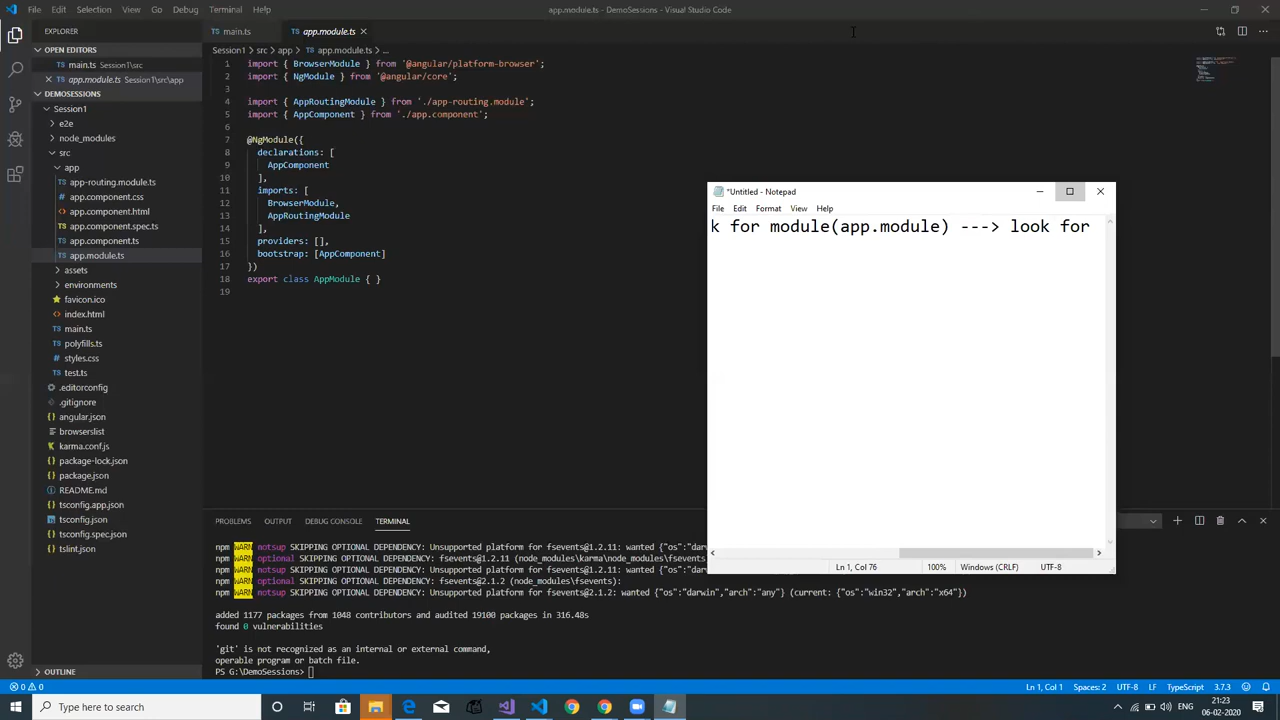 File Edit Selection View Go Debug Terminal Help
app.module.ts - DemoSessions - Visual Studio Code
EXPLORER
OPEN EDITORS
main.ts Session1\src
app.module.ts Session1\src\app
DEMOSESSIONS
Session1
e2e
node_modules
src
app
app-routing.module.ts
app.component.css
app.component.html
app.component.spec.ts
app.component.ts
app.module.ts
assets
environments
favicon.ico
index.html
main.ts
polyfills.ts
styles.css
test.ts
.editorconfig
.gitignore
angular.json
browserslist
karma.conf.js
package-lock.json
package.json
README.md
tsconfig.app.json
tsconfig.json
tsconfig.spec.json
tslint.json
OUTLINE
main.ts app.module.ts
Session1 > src > app > app.module.ts > ...
1 import { BrowserModule } from '@angular/platform-browser';
2 import { NgModule } from '@angular/core';
3
4 import { AppRoutingModule } from './app-routing.module';
5 import { AppComponent } from './app.component';
6
7 @NgModule({
8 declarations: [
9 AppComponent
10 ],
11 imports: [
12 BrowserModule,
13 AppRoutingModule
14 ],
15 providers: [],
16 bootstrap: [AppComponent]
17 })
18 export class AppModule { }
19
*Untitled - Notepad
File Edit Format View Help
k for module(app.module) ---> look for
Ln 1, Col 76 100% Windows (CRLF) UTF-8
PROBLEMS OUTPUT DEBUG CONSOLE TERMINAL
npm WARN notsup SKIPPING OPTIONAL DEPENDENCY: Unsupported platform for fsevents@1.2.11: wanted {"os":"dar
npm WARN optional SKIPPING OPTIONAL DEPENDENCY: fsevents@1.2.11 (node_modules\karma\node_modules\fsevents
npm WARN notsup SKIPPING OPTIONAL DEPENDENCY: Unsupported platform for fsevents@1.2.11: wanted {"os":"dar
npm WARN optional SKIPPING OPTIONAL DEPENDENCY: fsevents@2.1.2 (node_modules\fsevents):
npm WARN notsup SKIPPING OPTIONAL DEPENDENCY: Unsupported platform for fsevents@2.1.2: wanted {"os":"darwin","arch":"any"} (current: {"os":"win32","arch":"x64"})
added 1177 packages from 1048 contributors and audited 19100 packages in 316.48s
found 0 vulnerabilities
'git' is not recognized as an internal or external command,
operable program or batch file.
PS G:\DemoSessions>
0 0 Ln 1, Col 1 Spaces: 2 UTF-8 LF TypeScript 3.7.3
Type here to search
ENG
21:23
06-02-2020